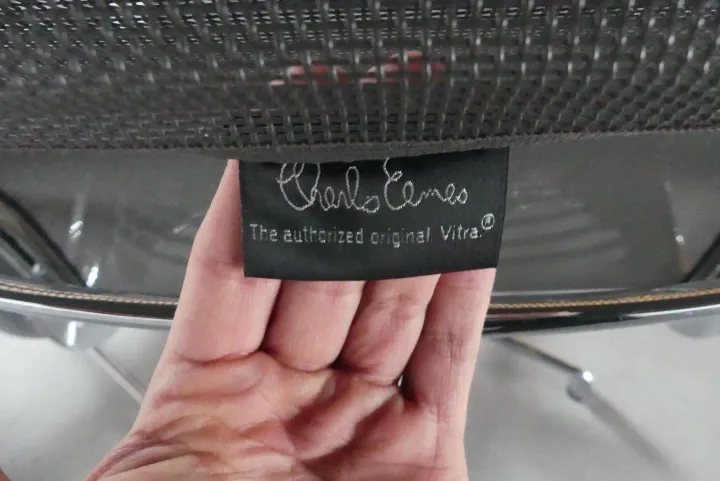 Charles Eames
The authorized original Vitra.®